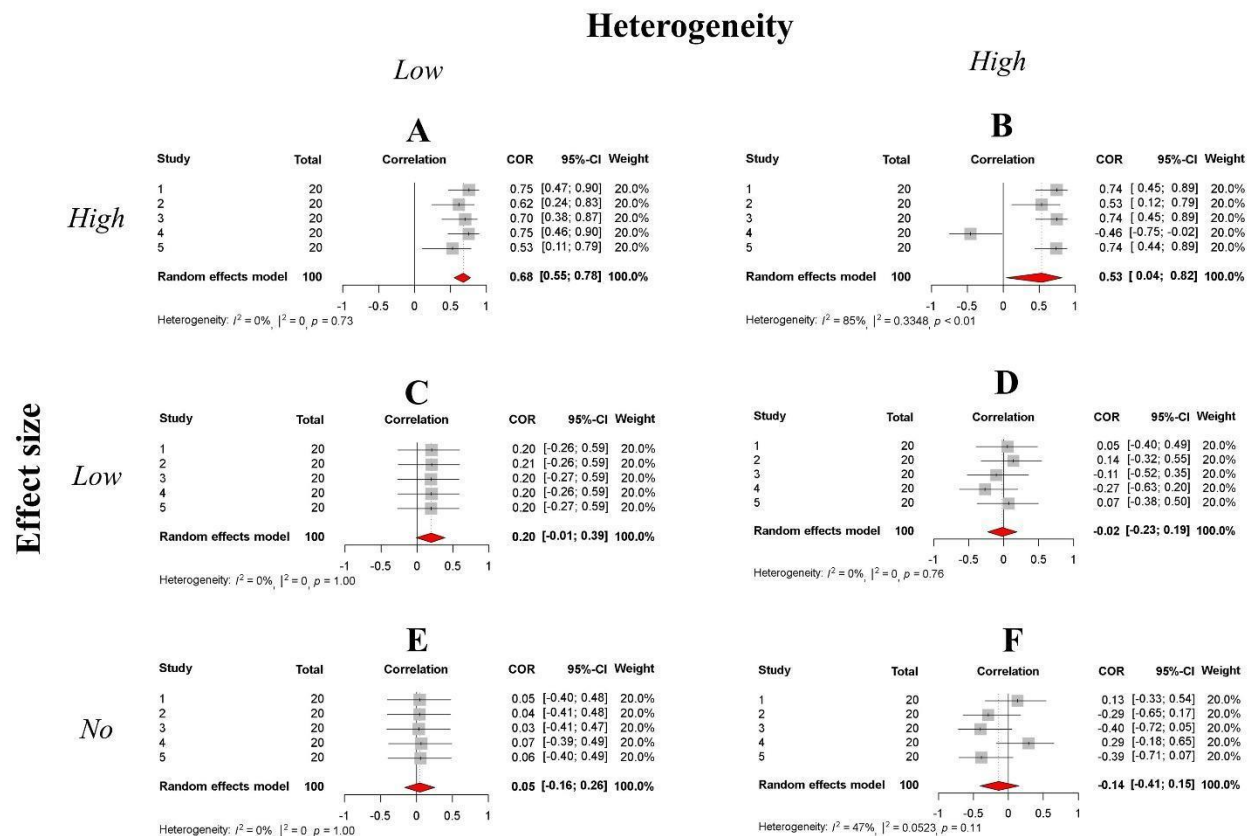 Heterogeneity
Low
High
A
Study Total Correlation COR 95%-CI Weight
1 20 0.75 [0.47; 0.90] 20.0%
2 20 0.62 [0.24; 0.83] 20.0%
3 20 0.70 [0.38; 0.87] 20.0%
4 20 0.75 [0.46; 0.90] 20.0%
5 20 0.53 [0.11; 0.79] 20.0%
Random effects model 100 0.68 [0.55; 0.78] 100.0%
-1 -0.5 0 0.5 1
Heterogeneity: I² = 0%, |² = 0, p = 0.73
B
Study Total Correlation COR 95%-CI Weight
1 20 0.74 [ 0.45; 0.89] 20.0%
2 20 0.53 [ 0.12; 0.79] 20.0%
3 20 0.74 [ 0.45; 0.89] 20.0%
4 20 -0.46 [-0.75; -0.02] 20.0%
5 20 0.74 [ 0.44; 0.89] 20.0%
Random effects model 100 0.53 [ 0.04; 0.82] 100.0%
-1 -0.5 0 0.5 1
Heterogeneity: I² = 85%, |² = 0.3348, p < 0.01
High
Effect size
C
Study Total Correlation COR 95%-CI Weight
1 20 0.20 [-0.26; 0.59] 20.0%
2 20 0.21 [-0.26; 0.59] 20.0%
3 20 0.20 [-0.27; 0.59] 20.0%
4 20 0.20 [-0.26; 0.59] 20.0%
5 20 0.20 [-0.27; 0.59] 20.0%
Random effects model 100 0.20 [-0.01; 0.39] 100.0%
-1 -0.5 0 0.5 1
Heterogeneity: I² = 0%, |² = 0, p = 1.00
D
Study Total Correlation COR 95%-CI Weight
1 20 0.05 [-0.40; 0.49] 20.0%
2 20 0.14 [-0.32; 0.55] 20.0%
3 20 -0.11 [-0.52; 0.35] 20.0%
4 20 -0.27 [-0.63; 0.20] 20.0%
5 20 0.07 [-0.38; 0.50] 20.0%
Random effects model 100 -0.02 [-0.23; 0.19] 100.0%
-1 -0.5 0 0.5 1
Heterogeneity: I² = 0%, |² = 0, p = 0.76
Low
E
Study Total Correlation COR 95%-CI Weight
1 20 0.05 [-0.40; 0.48] 20.0%
2 20 0.04 [-0.41; 0.48] 20.0%
3 20 0.03 [-0.41; 0.47] 20.0%
4 20 0.07 [-0.39; 0.49] 20.0%
5 20 0.06 [-0.40; 0.49] 20.0%
Random effects model 100 0.05 [-0.16; 0.26] 100.0%
-1 -0.5 0 0.5 1
Heterogeneity: I² = 0%, |² = 0 p = 1.00
F
Study Total Correlation COR 95%-CI Weight
1 20 0.13 [-0.33; 0.54] 20.0%
2 20 -0.29 [-0.65; 0.17] 20.0%
3 20 -0.40 [-0.72; 0.05] 20.0%
4 20 0.29 [-0.18; 0.65] 20.0%
5 20 -0.39 [-0.71; 0.07] 20.0%
Random effects model 100 -0.14 [-0.41; 0.15] 100.0%
-1 -0.5 0 0.5 1
Heterogeneity: I² = 47%, |² = 0.0523, p = 0.11
No